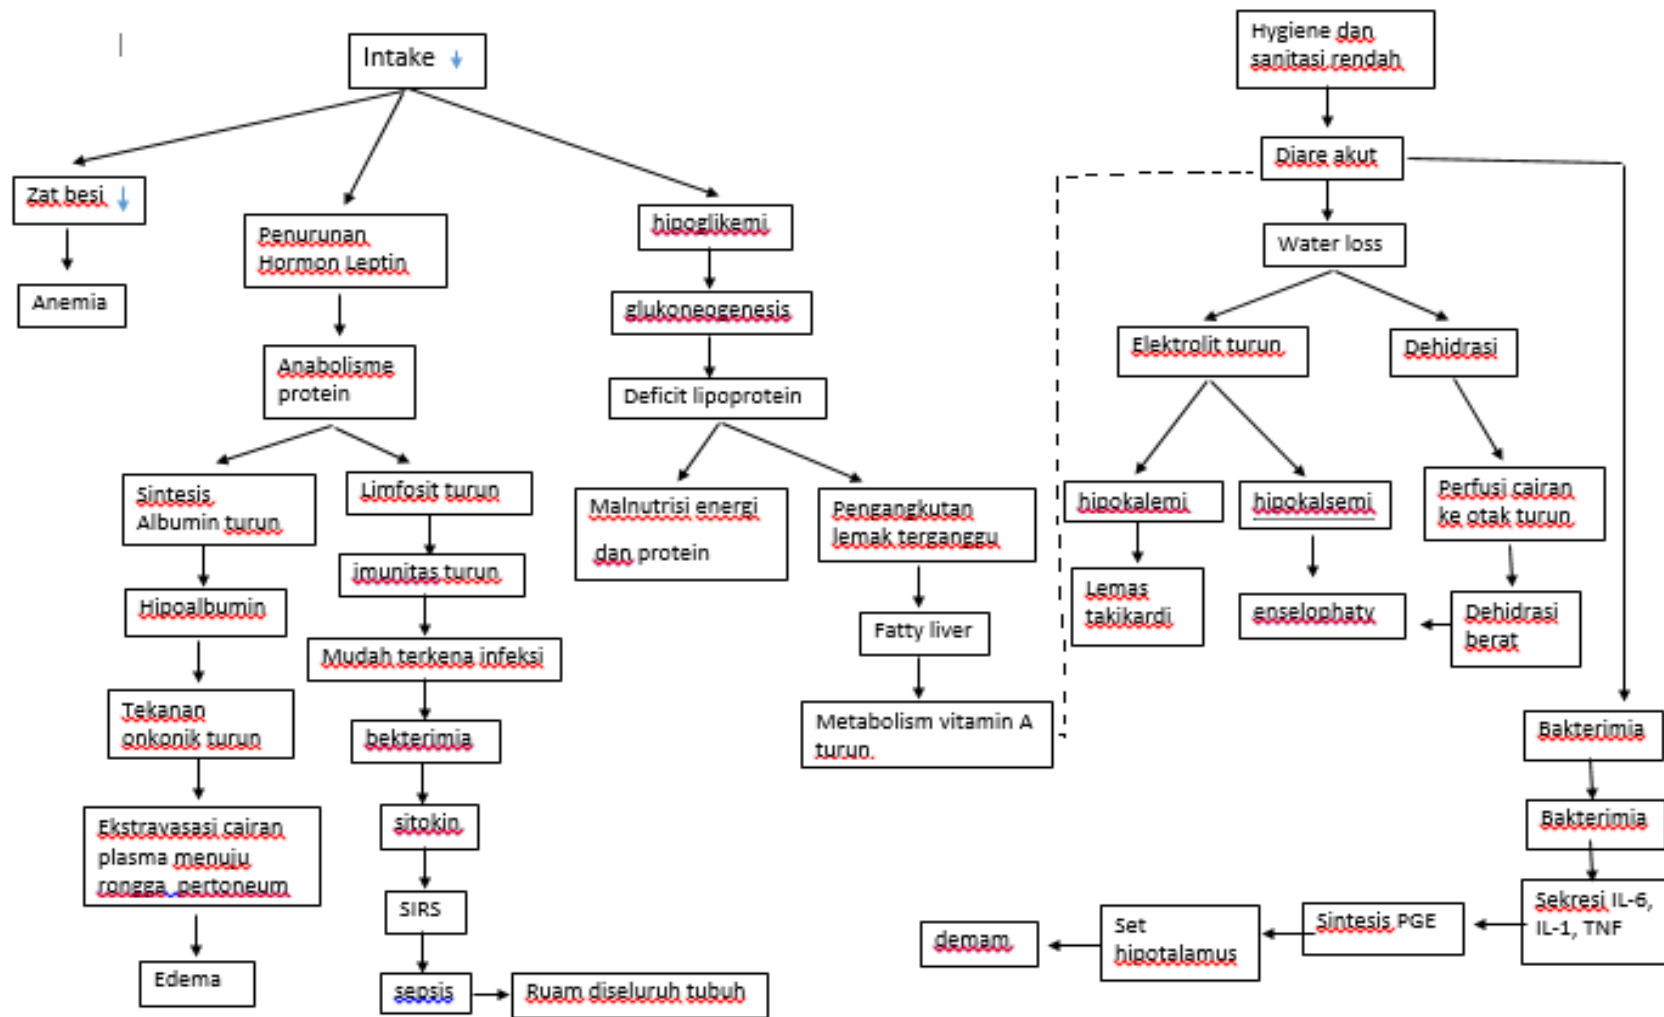 Intake
Zat besi
Anemia
Penurunan
Hormon Leptin
Anabolisme
protein
Sintesis
Albumin turun
Hipoalbumin
Tekanan
onkonik turun
Ekstravasasi cairan
plasma menuju
rongga pertoneum
Edema
Limfosit turun
imunitas turun
Mudah terkena infeksi
bekterimia
sitokin
SIRS
sepsis
Ruam diseluruh tubuh
hipoglikemi
glukoneogenesis
Deficit lipoprotein
Malnutrisi energi
dan protein
Pengangkutan
lemak terganggu
Fatty liver
Metabolism vitamin A
turun.
Hygiene dan
sanitasi rendah
Diare akut
Water loss
Elektrolit turun
Dehidrasi
hipokalemi
hipokalsemi
Lemas
takikardi
enselophaty
Perfusi cairan
ke otak turun
Dehidrasi
berat
Bakterimia
Bakterimia
Sekresi IL-6,
IL-1, TNF
Sintesis PGE
Set
hipotalamus
demam